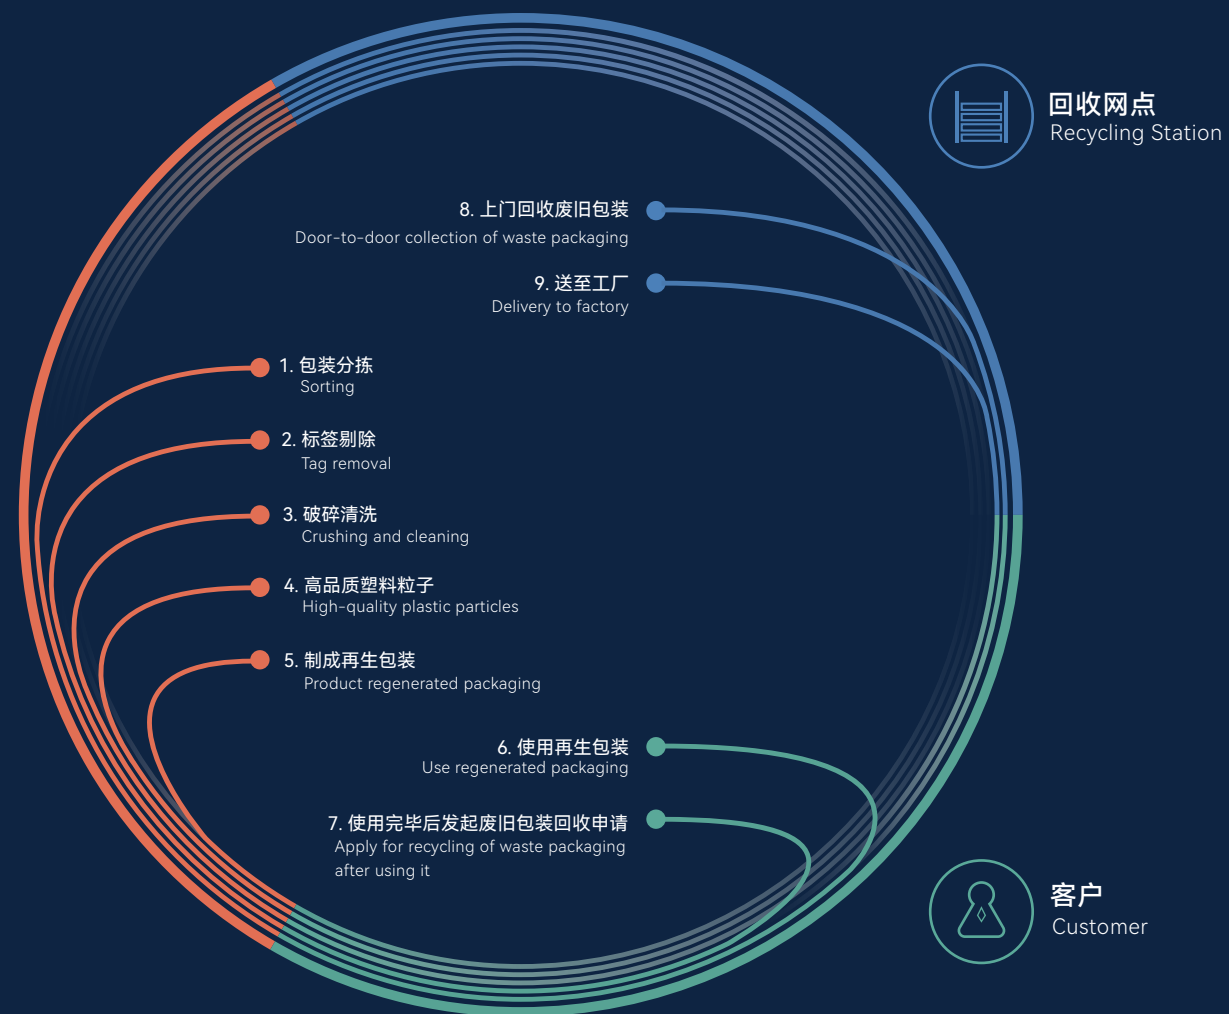 回收网点
Recycling Station
8. 上门回收废旧包装
Door-to-door collection of waste packaging
9. 送至工厂
Delivery to factory
1. 包装分拣
Sorting
2. 标签剔除
Tag removal
3. 破碎清洗
Crushing and cleaning
4. 高品质塑料粒子
High-quality plastic particles
5. 制成再生包装
Product regenerated packaging
6. 使用再生包装
Use regenerated packaging
7. 使用完毕后发起废旧包装回收申请
Apply for recycling of waste packaging
after using it
客户
Customer